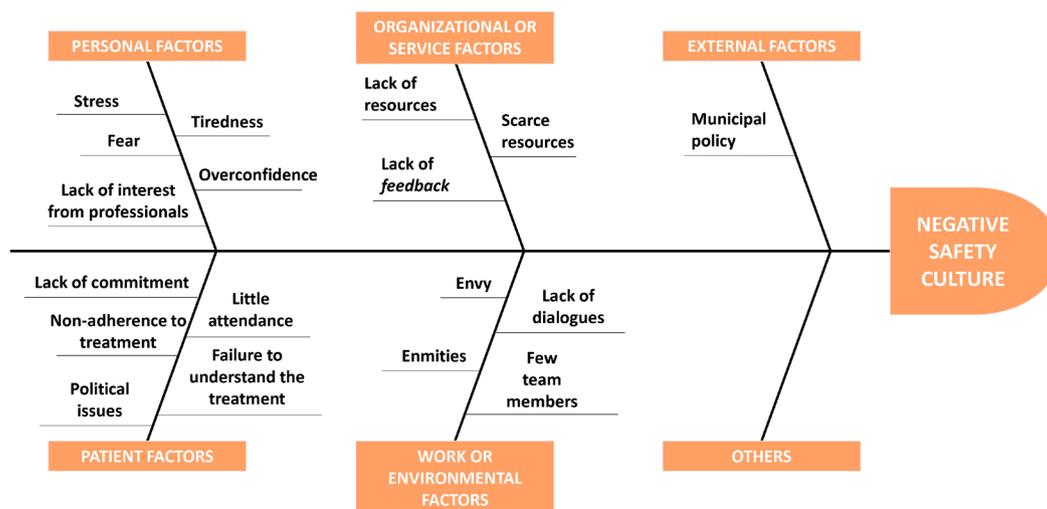 PERSONAL FACTORS
ORGANIZATIONAL OR
SERVICE FACTORS
EXTERNAL FACTORS
Stress
Tiredness
Fear
Overconfidence
Lack of interest
from professionals
Lack of
resources
Scarce
resources
Lack of
feedback
Municipal
policy
NEGATIVE
SAFETY
CULTURE
Lack of commitment
Little
attendance
Non-adherence to
treatment
Failure to
understand the
treatment
Political
issues
Envy
Lack of
dialogues
Enmities
Few
team
members
PATIENT FACTORS
WORK OR
ENVIRONMENTAL
FACTORS
OTHERS